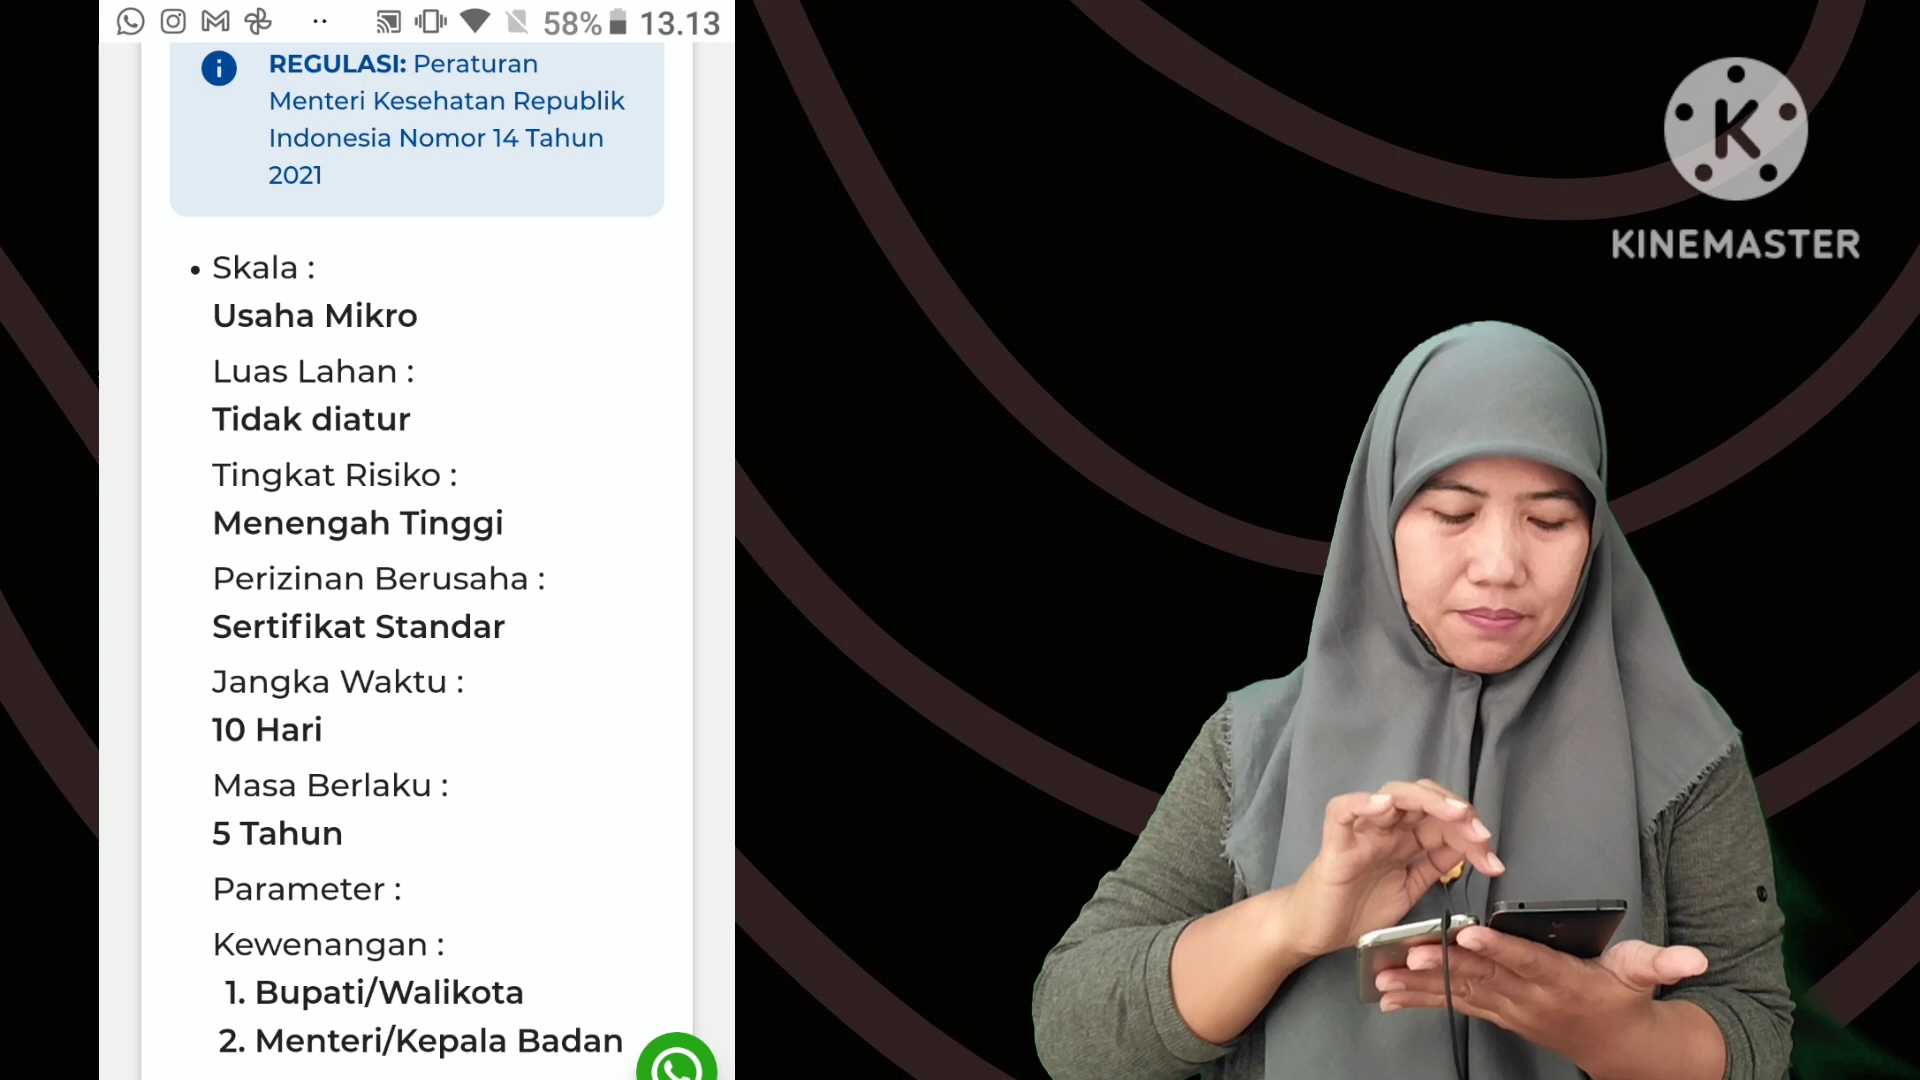 58% 13.13
REGULASI: Peraturan
Menteri Kesehatan Republik
Indonesia Nomor 14 Tahun
2021
K
KINEMASTER
• Skala :
Usaha Mikro
Luas Lahan :
Tidak diatur
Tingkat Risiko :
Menengah Tinggi
Perizinan Berusaha :
Sertifikat Standar
Jangka Waktu :
10 Hari
Masa Berlaku :
5 Tahun
Parameter :
Kewenangan :
1. Bupati/Walikota
2. Menteri/Kepala Badan